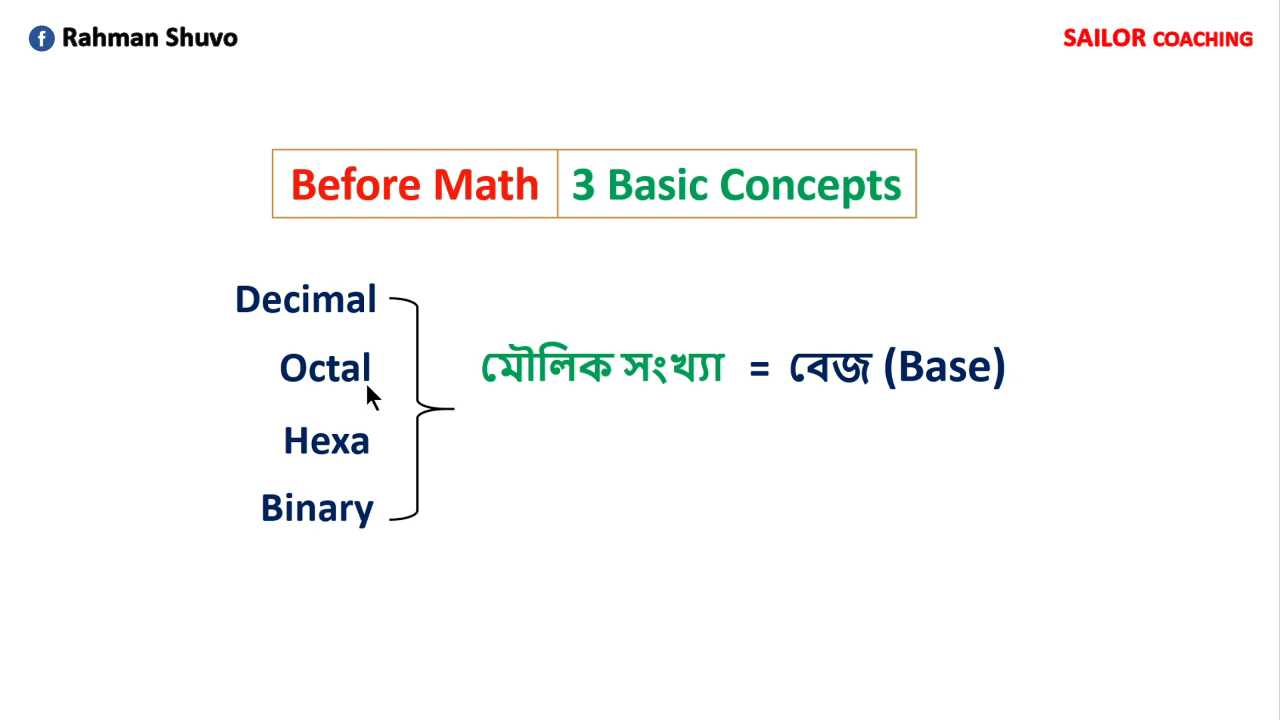 Rahman Shuvo
SAILOR COACHING
Before Math
3 Basic Concepts
Decimal
Octal
Hexa
Binary
মৌলিক সংখ্যা = বেজ (Base)